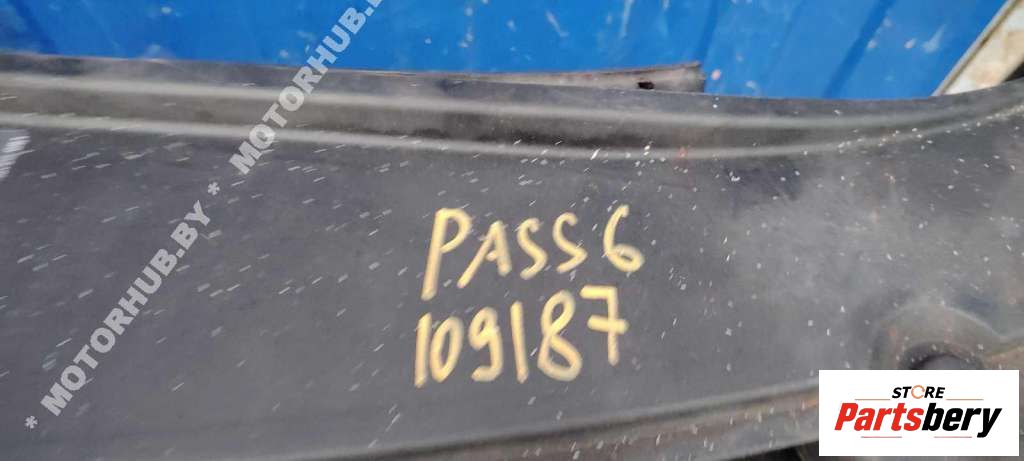 * MOTORHUB.BY * MOTORHUB.BY
PASS6
109187
STORE
Partsbery